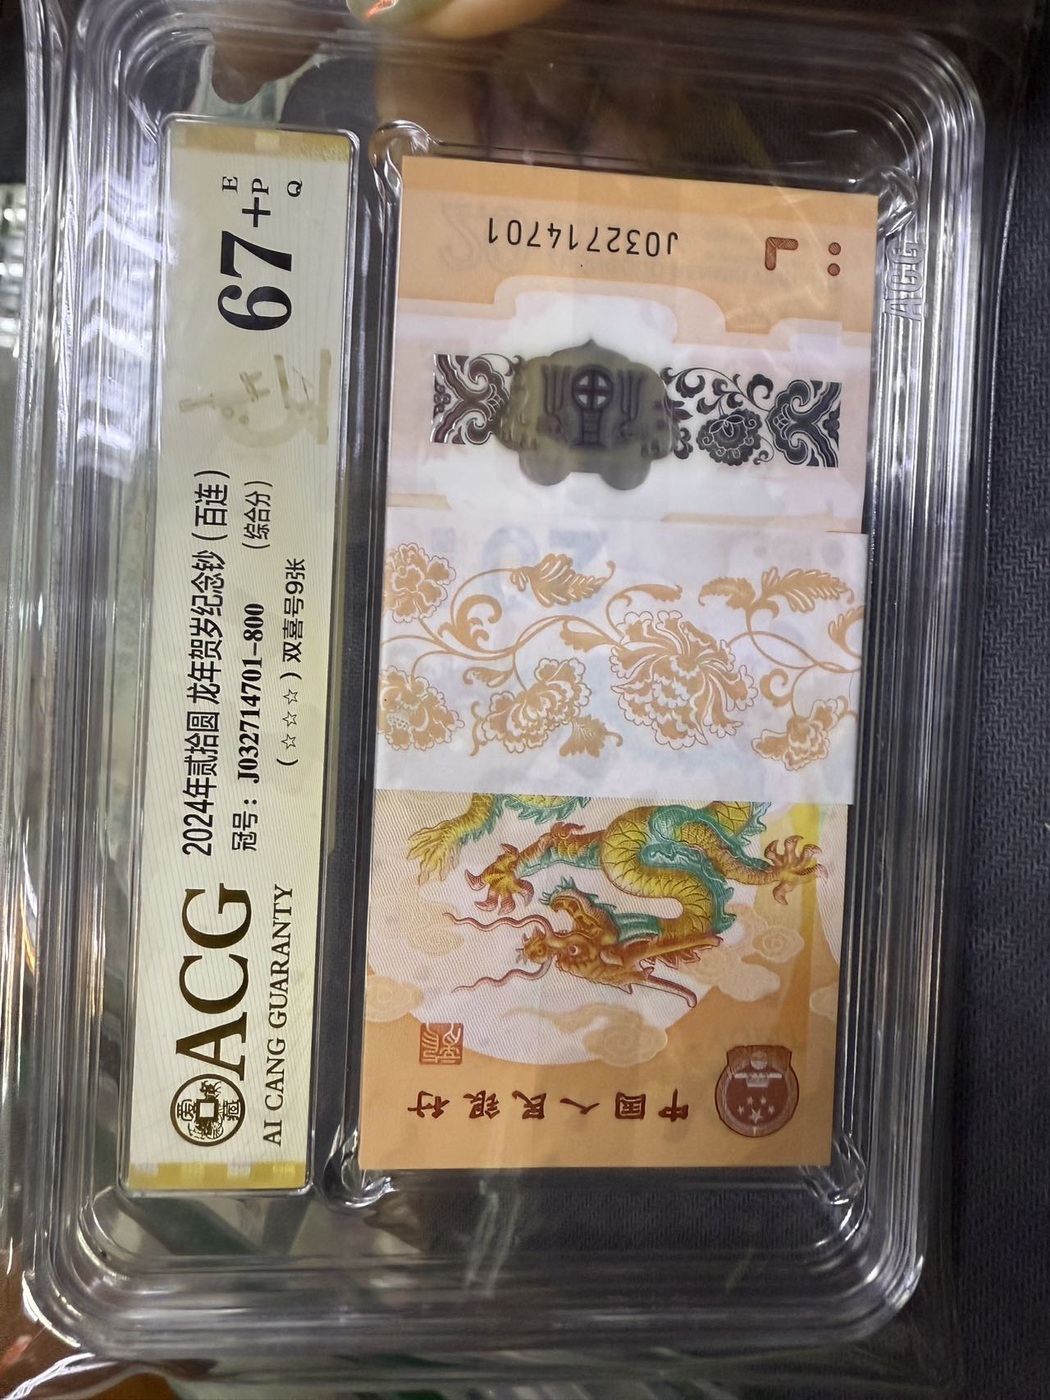 ACG
AI CANG GUARANTY
2024年贰拾圆 龙年贺岁纪念钞（百连）
冠号：J032714701-800（综合分）
（☆☆☆）双喜号9张
67+
E
P
Q
J032714701
中国人民银行
ACG